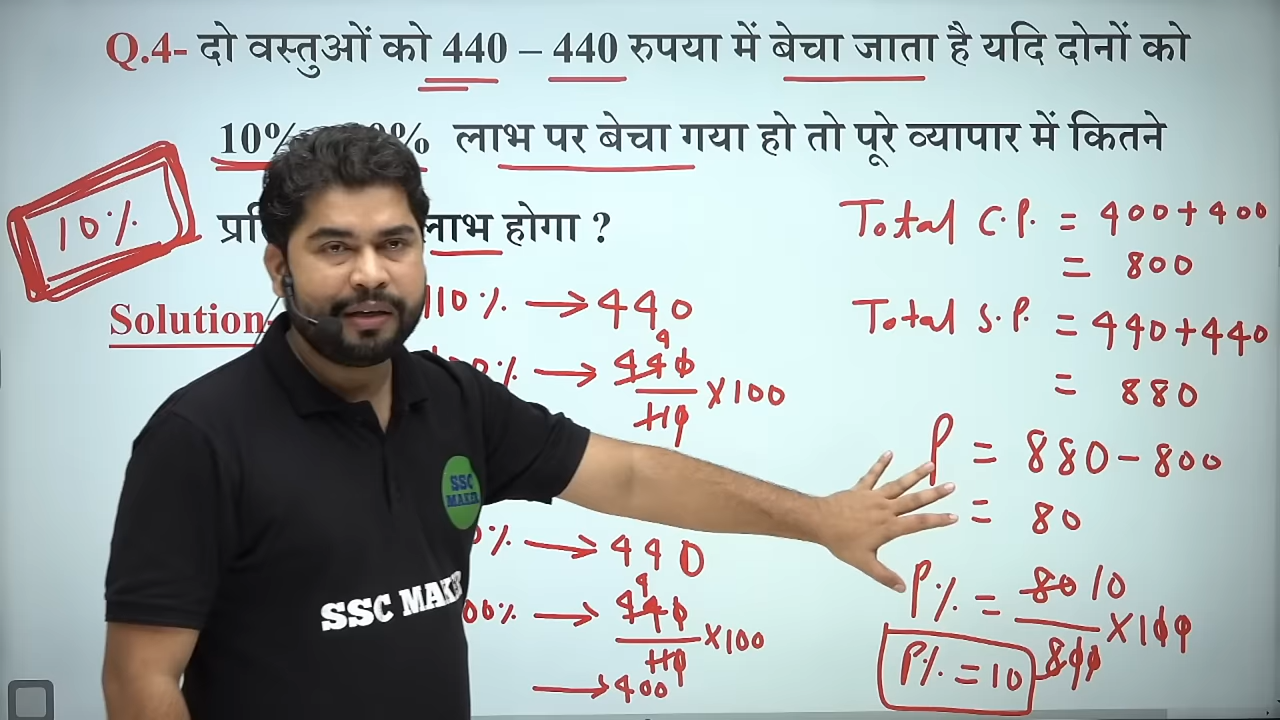 Q.4- दो वस्तुओं को 440 – 440 रुपया में बेचा जाता है यदि दोनों को
10% लाभ पर बेचा गया हो तो पूरे व्यापार में कितने
लाभ होगा ?
10%
Solution
110% → 440
→ 440/110 ×100
→ 440
00% → 440/110 ×100
→ 400
Total C.P. = 400+400
= 800
Total S.P. = 440+440
= 880
P = 880-800
= 80
P% = 80 10/800 ×100
P% = 10
SSC
MAKER
SSC MAKER